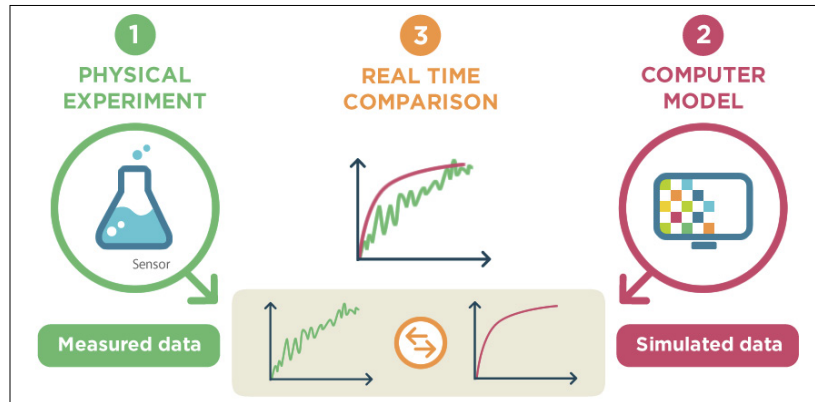 1
PHYSICAL
EXPERIMENT
Sensor
Measured data
3
REAL TIME
COMPARISON
2
COMPUTER
MODEL
Simulated data